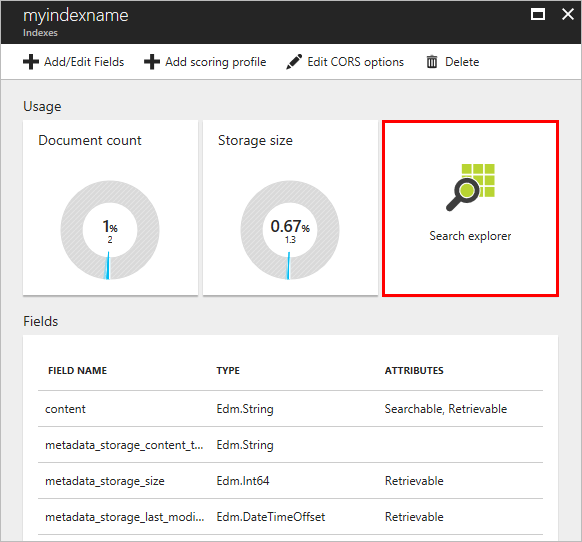 myindexname
Indexes
Add/Edit Fields Add scoring profile Edit CORS options Delete
Usage
Document count Storage size
1% 0.67%
2 1.3
Search explorer
Fields
FIELD NAME TYPE ATTRIBUTES
content Edm.String Searchable, Retrievable
metadata_storage_content_t... Edm.String
metadata_storage_size Edm.Int64 Retrievable
metadata_storage_last_modi... Edm.DateTimeOffset Retrievable